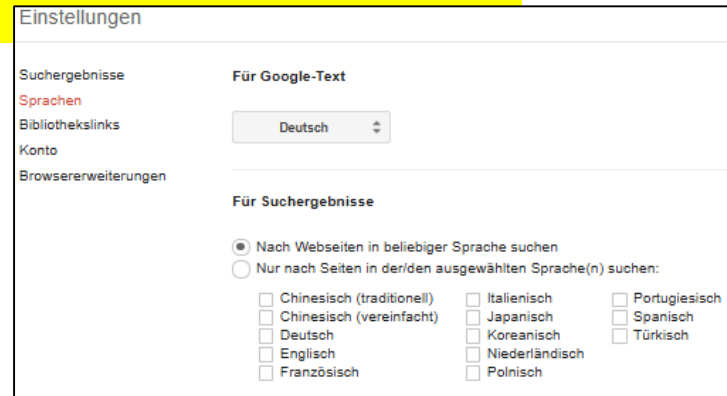 Einstellungen
Suchergebnisse
Sprachen
Bibliothekslinks
Konto
Browsererweiterungen
Für Google-Text
Deutsch
Für Suchergebnisse
Nach Webseiten in beliebiger Sprache suchen
Nur nach Seiten in der/den ausgewählten Sprache(n) suchen:
Chinesisch (traditionell)
Chinesisch (vereinfacht)
Deutsch
Englisch
Französisch
Italienisch
Japanisch
Koreanisch
Niederländisch
Polnisch
Portugiesisch
Spanisch
Türkisch